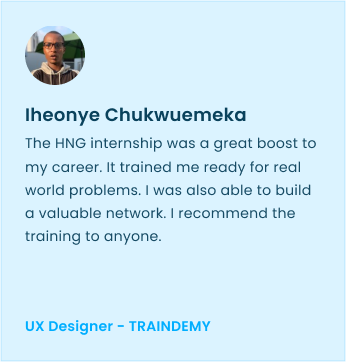 Iheonye Chukwuemeka
The HNG internship was a great boost to
my career. It trained me ready for real
world problems. I was also able to build
a valuable network. I recommend the
training to anyone.
UX Designer - TRAINDEMY